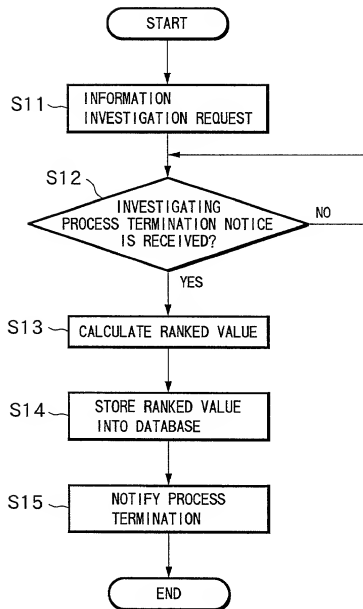 START
S11
INFORMATION
INVESTIGATION REQUEST
S12
INVESTIGATING
PROCESS TERMINATION NOTICE
IS RECEIVED?
NO
YES
S13
CALCULATE RANKED VALUE
S14
STORE RANKED VALUE
INTO DATABASE
S15
NOTIFY PROCESS
TERMINATION
END